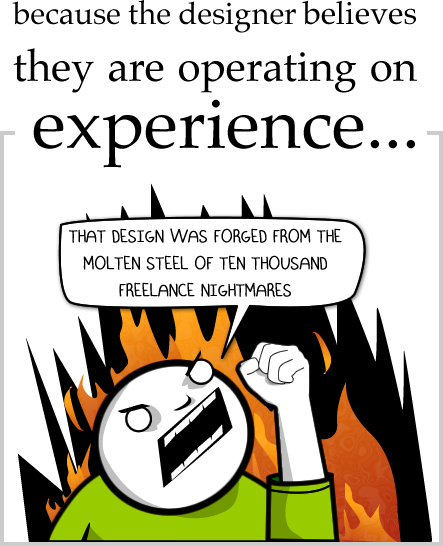 because the designer believes
they are operating on
experience...
THAT DESIGN WAS FORGED FROM THE
MOLTEN STEEL OF TEN THOUSAND
FREELANCE NIGHTMARES